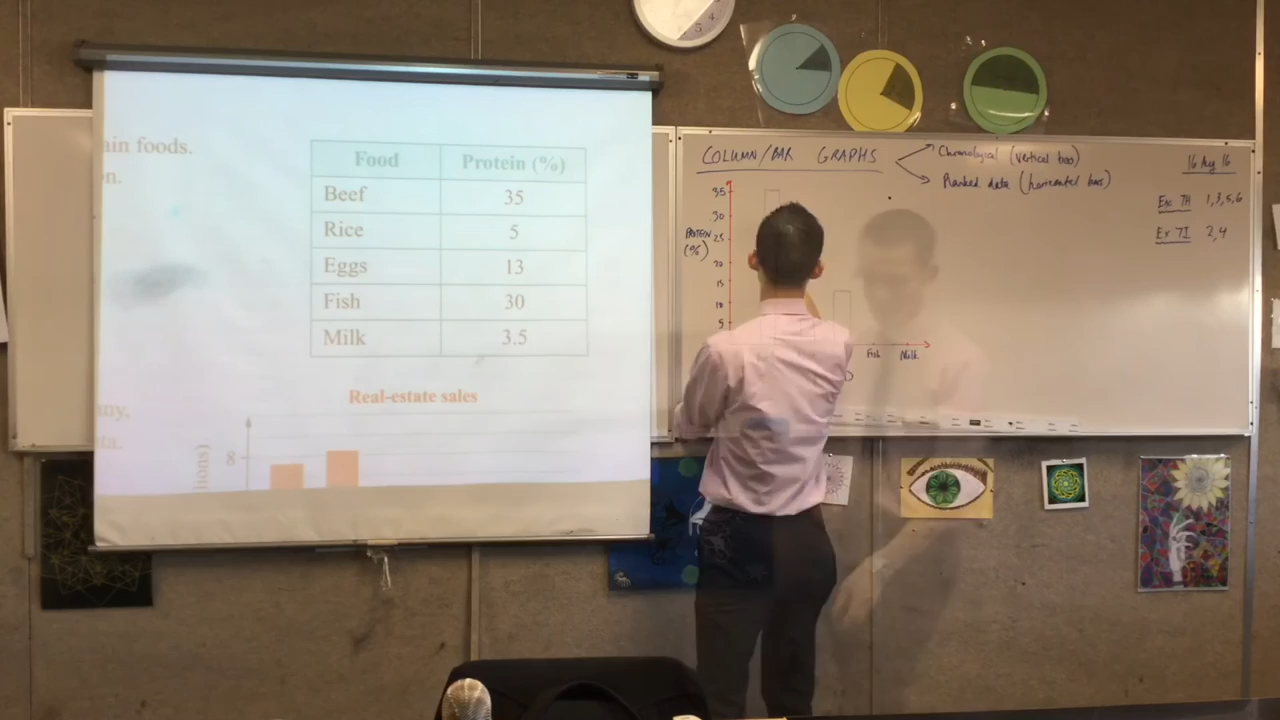 ain foods.
on.
Food Protein (%)
Beef 35
Rice 5
Eggs 13
Fish 30
Milk 3.5
Real-estate sales
8
COLUMN/BAR GRAPHS
Chronological (vertical bars)
Ranked data (horizontal bars)
16 Aug 16
Ex 7H 1,3,5,6
Ex 7I 2,4
PROTEIN
(%)
35
30
25
20
15
10
5
Fish Milk